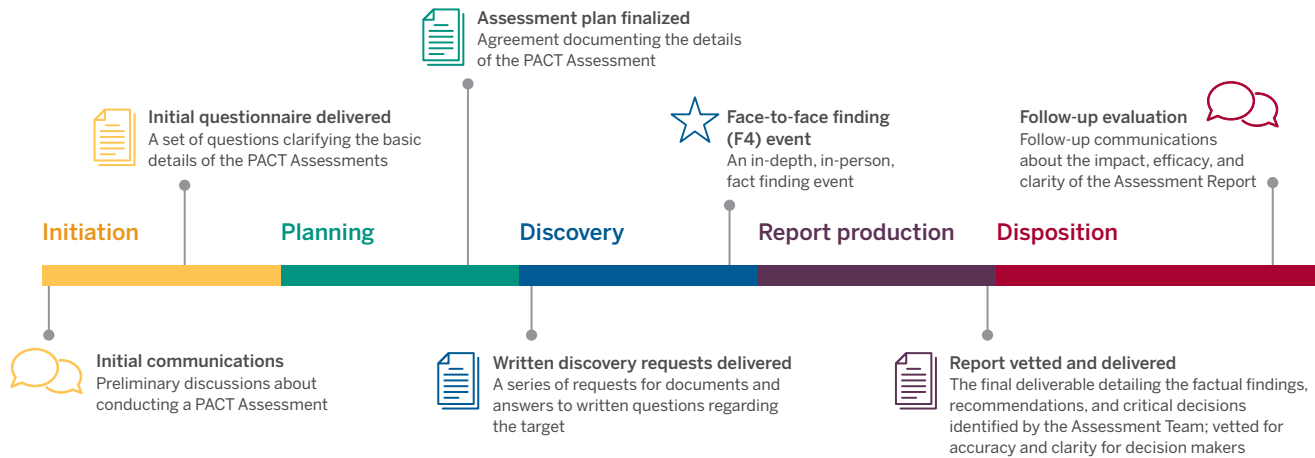 Assessment plan finalized
Agreement documenting the details
of the PACT Assessment
Initial questionnaire delivered
A set of questions clarifying the basic
details of the PACT Assessments
Face-to-face finding
(F4) event
An in-depth, in-person,
fact finding event
Follow-up evaluation
Follow-up communications
about the impact, efficacy, and
clarity of the Assessment Report
Initiation
Planning
Discovery
Report production
Disposition
Initial communications
Preliminary discussions about
conducting a PACT Assessment
Written discovery requests delivered
A series of requests for documents and
answers to written questions regarding
the target
Report vetted and delivered
The final deliverable detailing the factual findings,
recommendations, and critical decisions
identified by the Assessment Team; vetted for
accuracy and clarity for decision makers